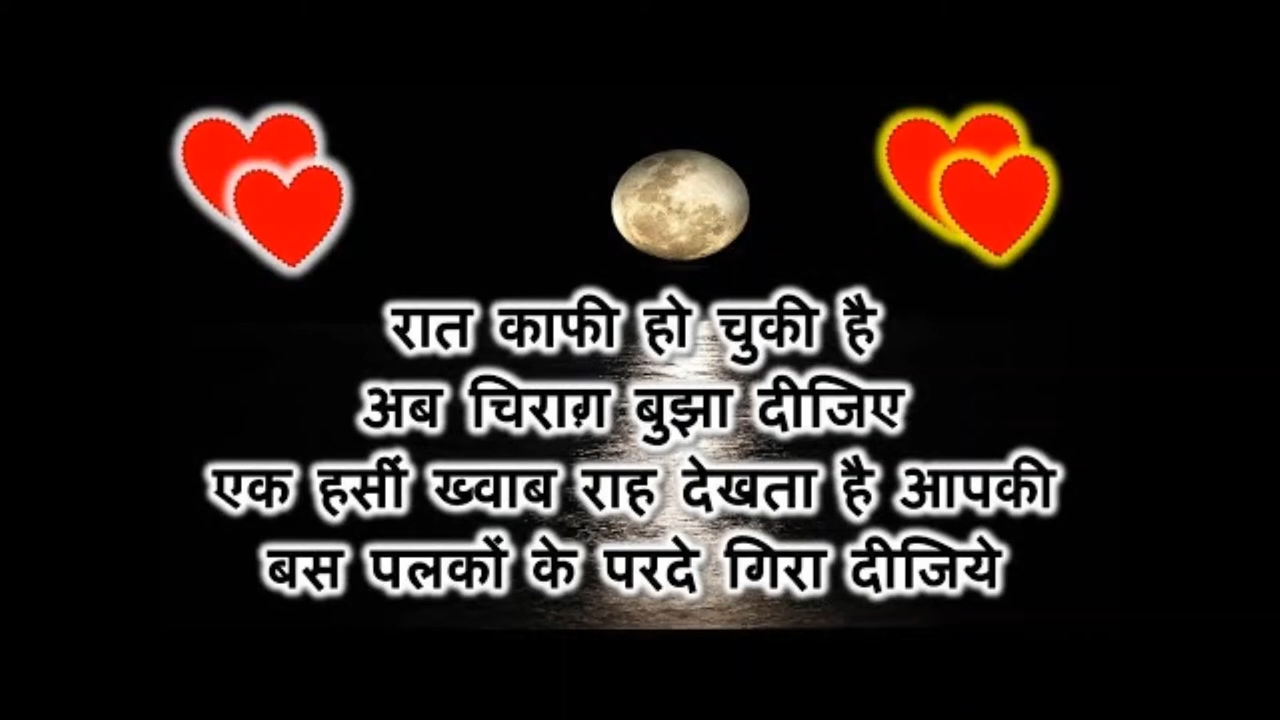 रात काफी हो चुकी है
अब चिराग़ बुझा दीजिए
एक हसीं ख्वाब राह देखता है आपकी
बस पलकों के परदे गिरा दीजिये